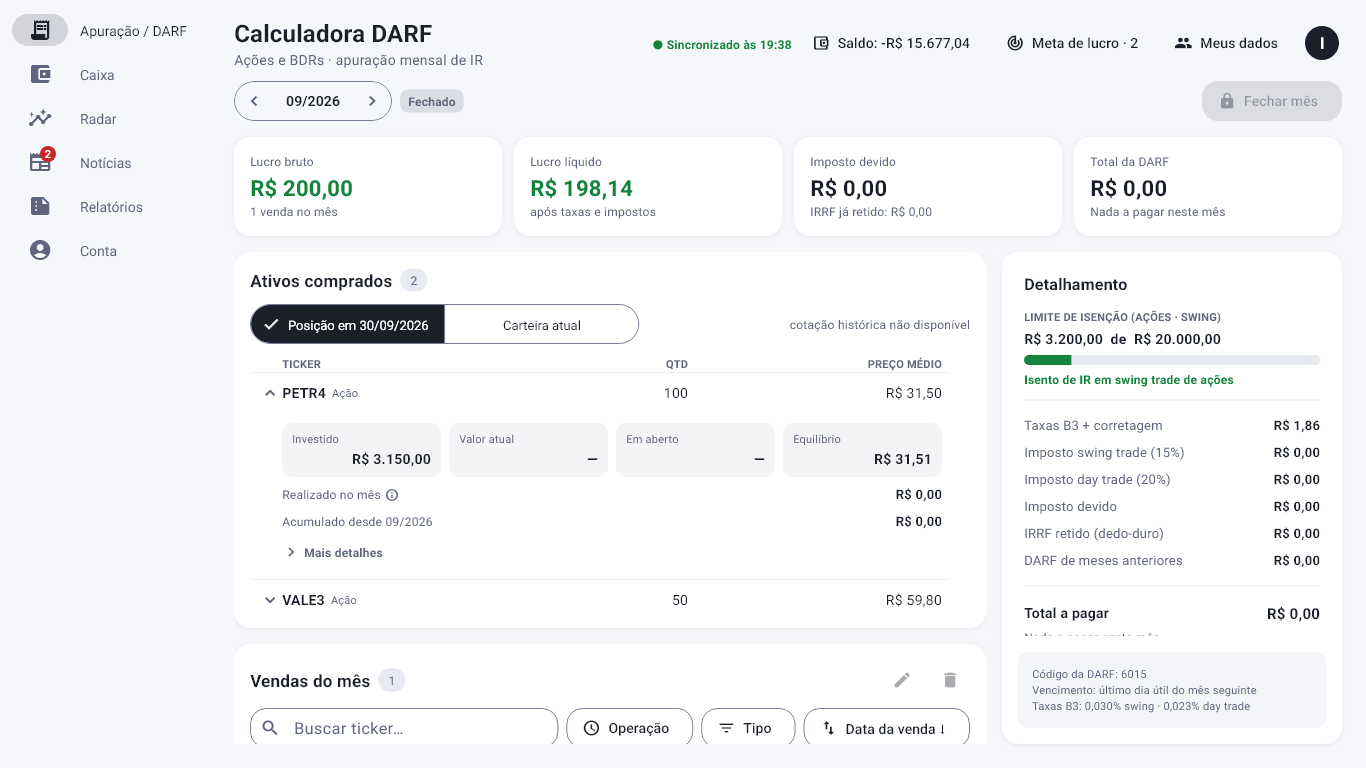 Apuração / DARF
Caixa
Radar
2
Notícias
Relatórios
Conta
Calculadora DARF
Ações e BDRs · apuração mensal de IR
Sincronizado às 19:38
Saldo: -R$ 15.677,04
Meta de lucro · 2
Meus dados
I
09/2026
Fechado
Fechar mês
Lucro bruto
R$ 200,00
1 venda no mês
Lucro líquido
R$ 198,14
após taxas e impostos
Imposto devido
R$ 0,00
IRRF já retido: R$ 0,00
Total da DARF
R$ 0,00
Nada a pagar neste mês
Ativos comprados 2
Posição em 30/09/2026
Carteira atual
cotação histórica não disponível
TICKER QTD PREÇO MÉDIO
PETR4 Ação 100 R$ 31,50
Investido
R$ 3.150,00
Valor atual
—
Em aberto
—
Equilíbrio
R$ 31,51
Realizado no mês R$ 0,00
Acumulado desde 09/2026 R$ 0,00
Mais detalhes
VALE3 Ação 50 R$ 59,80
Vendas do mês 1
Buscar ticker...
Operação
Tipo
Data da venda ↓
Detalhamento
LIMITE DE ISENÇÃO (AÇÕES · SWING)
R$ 3.200,00 de R$ 20.000,00
Isento de IR em swing trade de ações
Taxas B3 + corretagem R$ 1,86
Imposto swing trade (15%) R$ 0,00
Imposto day trade (20%) R$ 0,00
Imposto devido R$ 0,00
IRRF retido (dedo-duro) R$ 0,00
DARF de meses anteriores R$ 0,00
Total a pagar R$ 0,00
Código da DARF: 6015
Vencimento: último dia útil do mês seguinte
Taxas B3: 0,030% swing · 0,023% day trade